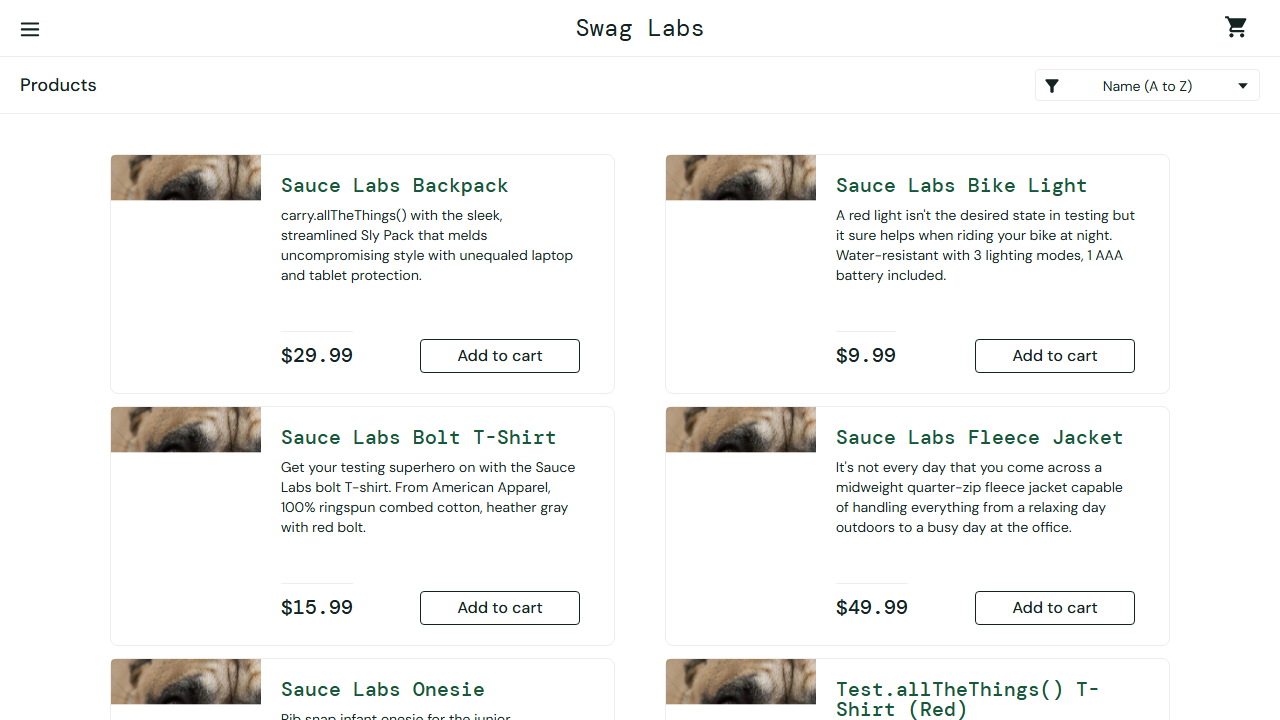 Swag Labs
Products
Name (A to Z)
Sauce Labs Backpack
carry.allTheThings() with the sleek,
streamlined Sly Pack that melds
uncompromising style with unequaled laptop
and tablet protection.
$29.99
Add to cart
Sauce Labs Bike Light
A red light isn't the desired state in testing but
it sure helps when riding your bike at night.
Water-resistant with 3 lighting modes, 1 AAA
battery included.
$9.99
Add to cart
Sauce Labs Bolt T-Shirt
Get your testing superhero on with the Sauce
Labs bolt T-shirt. From American Apparel,
100% ringspun combed cotton, heather gray
with red bolt.
$15.99
Add to cart
Sauce Labs Fleece Jacket
It's not every day that you come across a
midweight quarter-zip fleece jacket capable
of handling everything from a relaxing day
outdoors to a busy day at the office.
$49.99
Add to cart
Sauce Labs Onesie
Rib snap infant onesie for the junior
Test.allTheThings() T-
Shirt (Red)